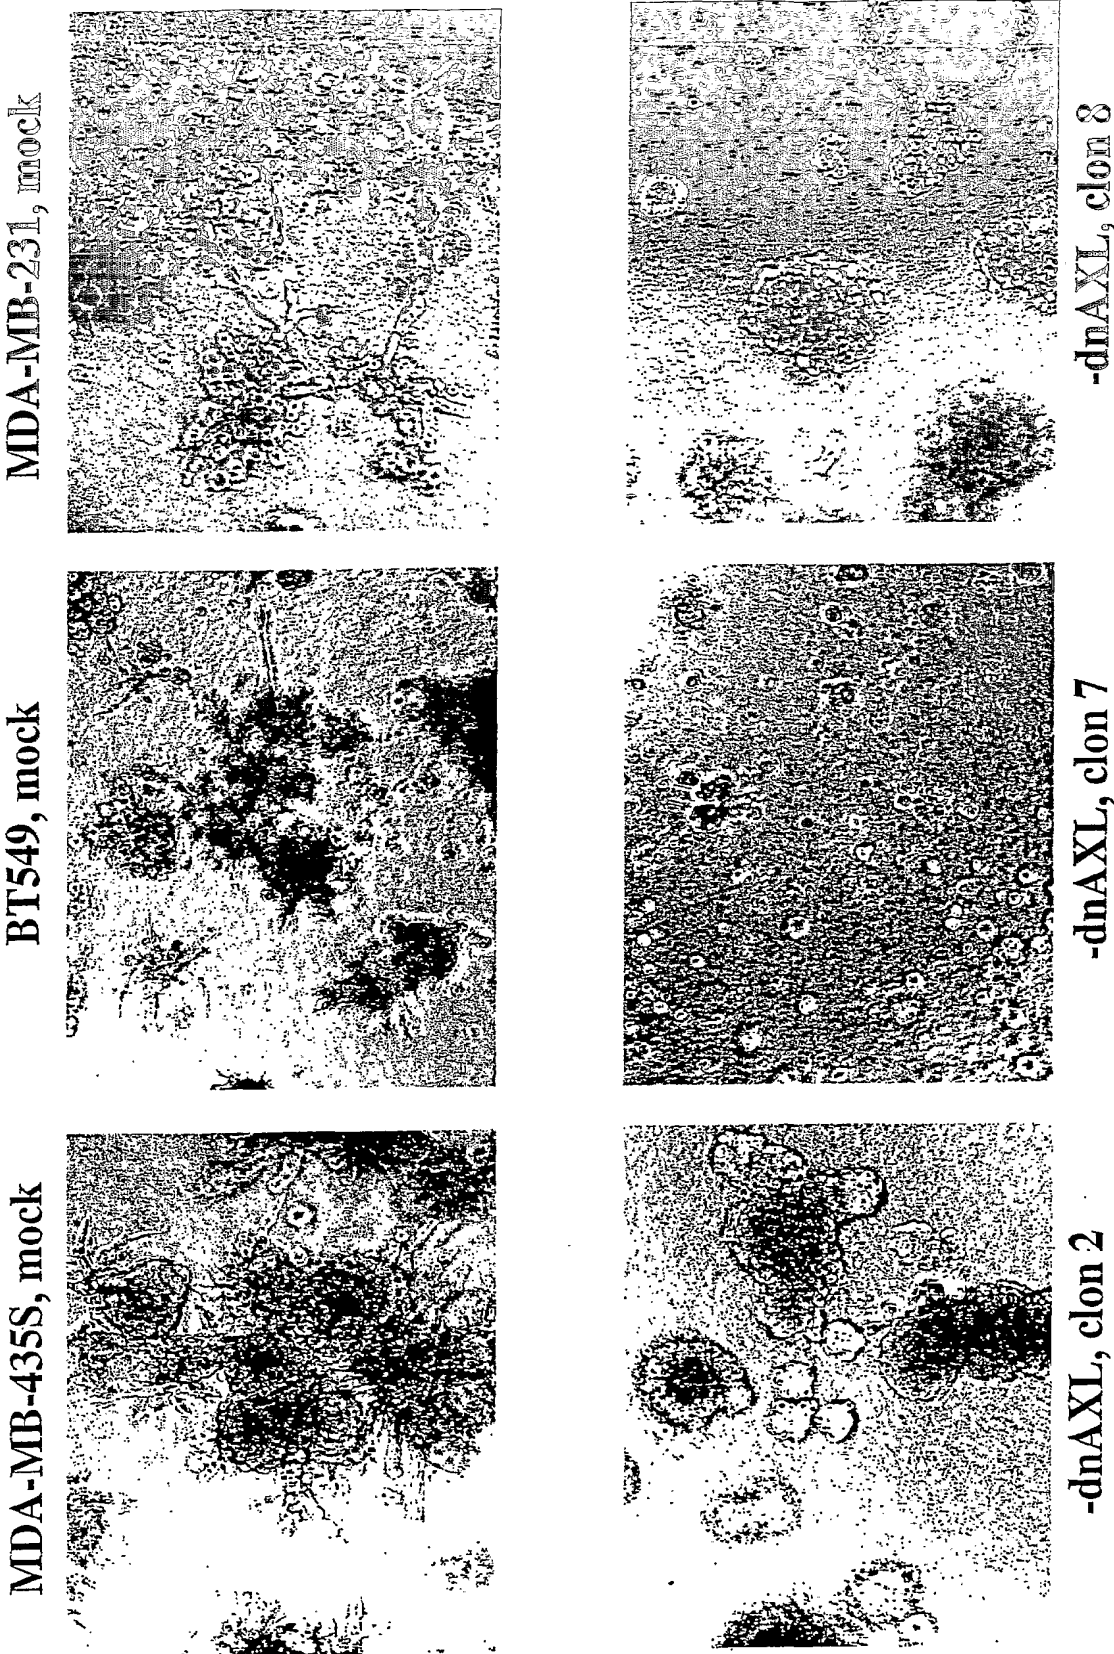 MDA-MB-435S, mock
BT549, mock
MDA-MB-231, mock
-dnAXL, clon 2
-dnAXL, clon 7
-dnAXL, clon 8